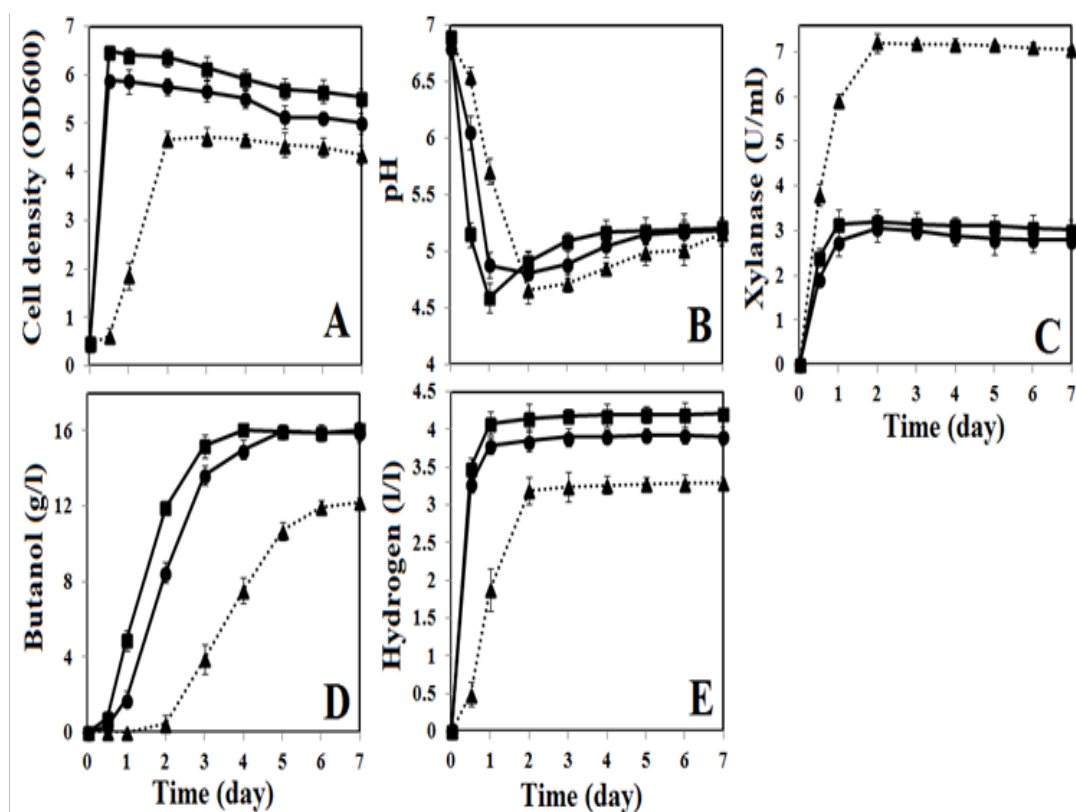 Cell density (OD600)
7
6
5
4
3
2
1
0
A
pH
7
6.5
6
5.5
5
4.5
4
B
Xylanase (U/ml)
8
7
6
5
4
3
2
1
0
C
0 1 2 3 4 5 6 7
Time (day)
Butanol (g/l)
16
12
8
4
0
D
0 1 2 3 4 5 6 7
Time (day)
Hydrogen (l/l)
4.5
4
3.5
3
2.5
2
1.5
1
0.5
0
E
0 1 2 3 4 5 6 7
Time (day)